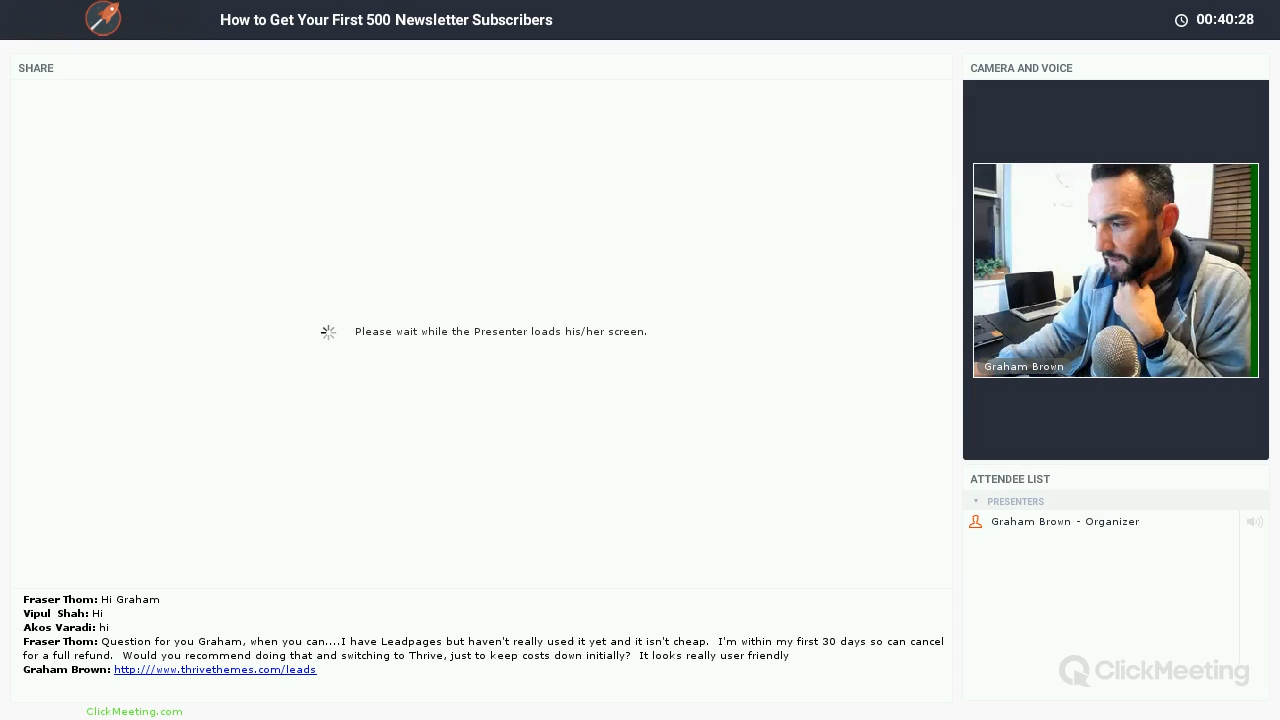 How to Get Your First 500 Newsletter Subscribers
00:40:28
SHARE
CAMERA AND VOICE
Please wait while the Presenter loads his/her screen.
Graham Brown
ATTENDEE LIST
PRESENTERS
Graham Brown - Organizer
Fraser Thom: Hi Graham
Vipul Shah: Hi
Akos Varadi: hi
Fraser Thom: Question for you Graham, when you can....I have Leadpages but haven't really used it yet and it isn't cheap. I'm within my first 30 days so can cancel
for a full refund. Would you recommend doing that and switching to Thrive, just to keep costs down initially? It looks really user friendly
Graham Brown: http:///www.thrivethemes.com/leads
ClickMeeting
ClickMeeting.com